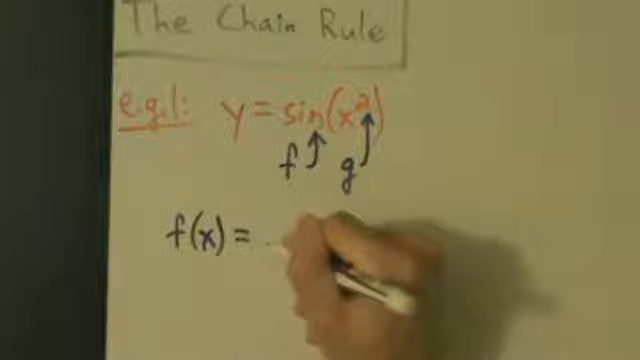 The Chain Rule
e.g.1: y = sin(x²)
f g
f(x) =